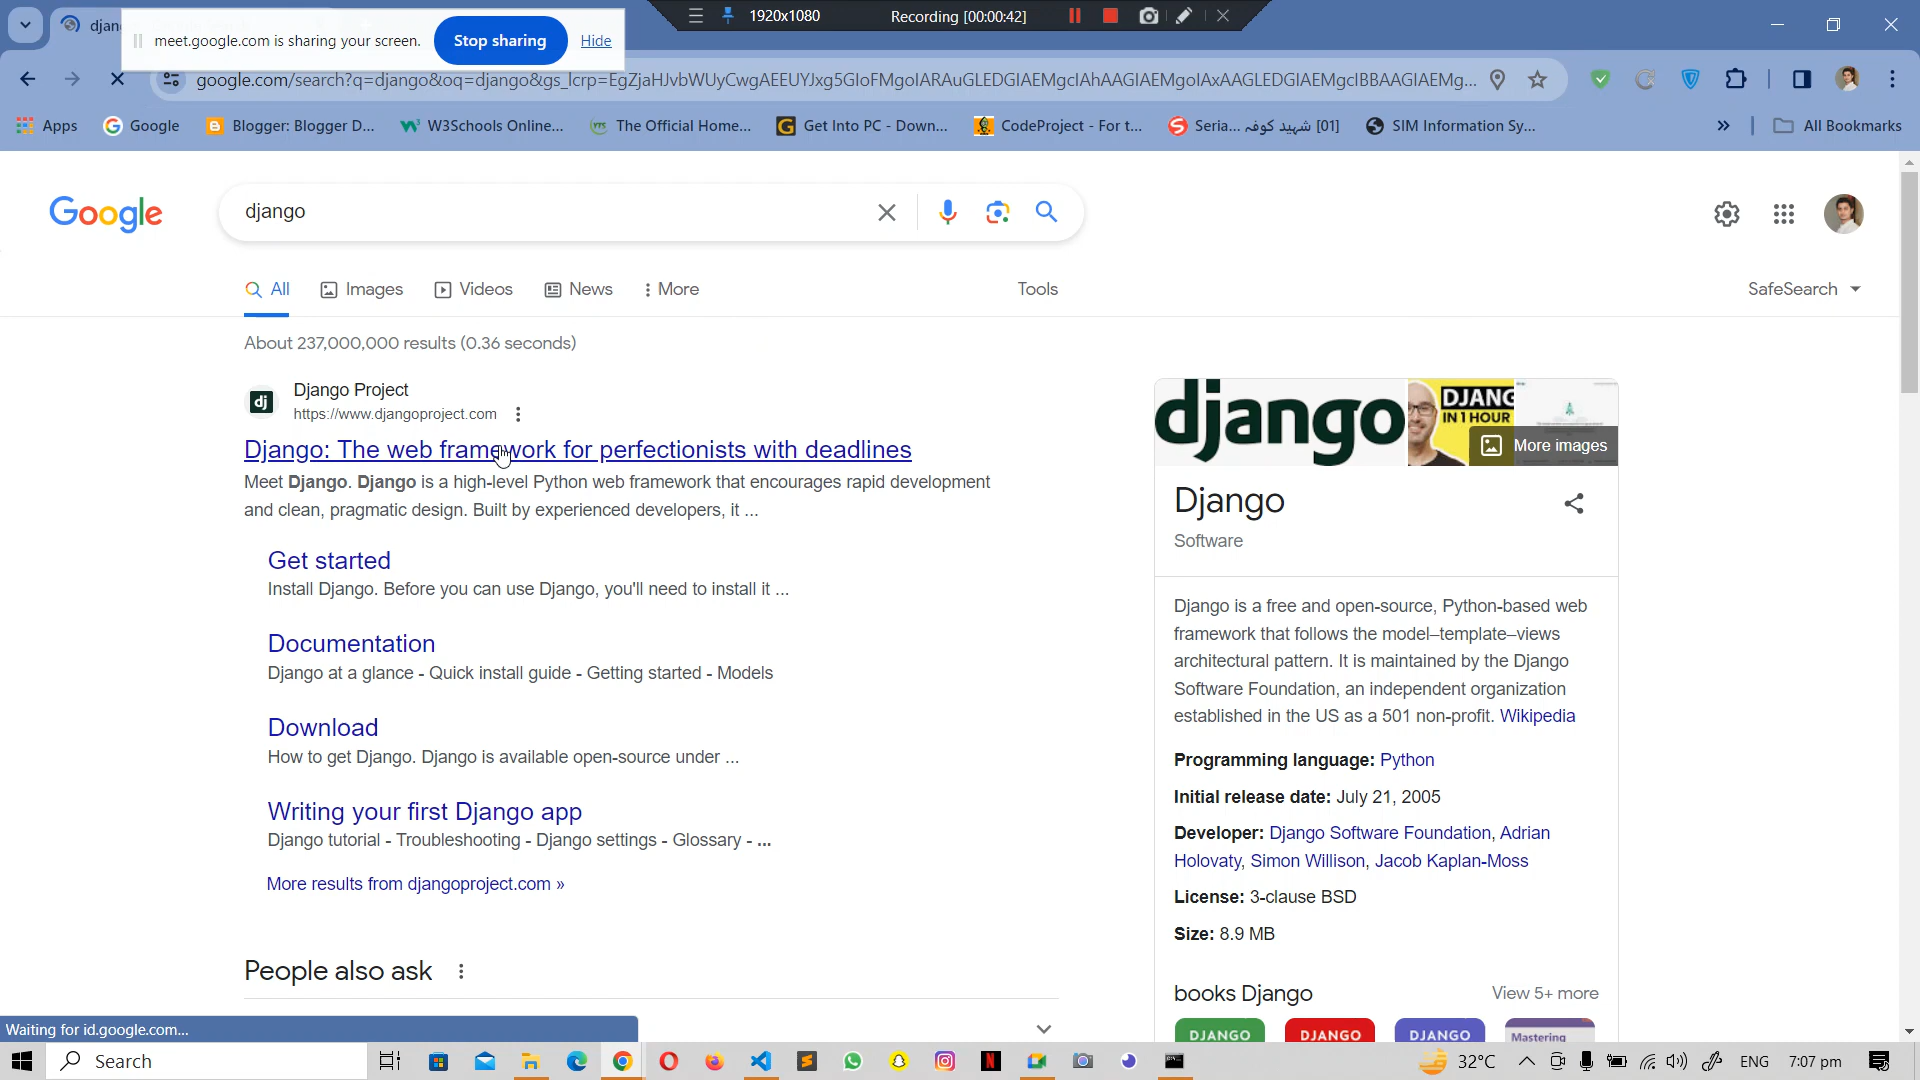 djan
meet.google.com is sharing your screen.
Stop sharing
Hide
1920x1080
Recording [00:00:42]
google.com/search?q=django&oq=django&gs_lcrp=EgZjaHJvbWUyCwgAEEUYJxg5GIoFMgoIARAuGLEDGIAEMgcIAhAAGIAEMgoIAxAAGLEDGIAEMgcIBBAAGIAEMg...
Apps
Google
Blogger: Blogger D...
W3Schools Online...
The Official Home...
Get Into PC - Down...
CodeProject - For t...
Seria... شہید کوفہ [01]
SIM Information Sy...
»
All Bookmarks
Google
django
All
Images
Videos
News
More
Tools
SafeSearch
About 237,000,000 results (0.36 seconds)
dj
Django Project
https://www.djangoproject.com
Django: The web framework for perfectionists with deadlines
Meet Django. Django is a high-level Python web framework that encourages rapid development
and clean, pragmatic design. Built by experienced developers, it ...
Get started
Install Django. Before you can use Django, you'll need to install it ...
Documentation
Django at a glance - Quick install guide - Getting started - Models
Download
How to get Django. Django is available open-source under ...
Writing your first Django app
Django tutorial - Troubleshooting - Django settings - Glossary - ...
More results from djangoproject.com »
People also ask
django
DJANG
IN 1 HOUR
More images
Django
Software
Django is a free and open-source, Python-based web
framework that follows the model–template–views
architectural pattern. It is maintained by the Django
Software Foundation, an independent organization
established in the US as a 501 non-profit. Wikipedia
Programming language: Python
Initial release date: July 21, 2005
Developer: Django Software Foundation, Adrian
Holovaty, Simon Willison, Jacob Kaplan-Moss
License: 3-clause BSD
Size: 8.9 MB
books Django
View 5+ more
DJANGO
DJANGO
DJANGO
Mastering
Waiting for id.google.com...
Search
32°C
ENG
7:07 pm